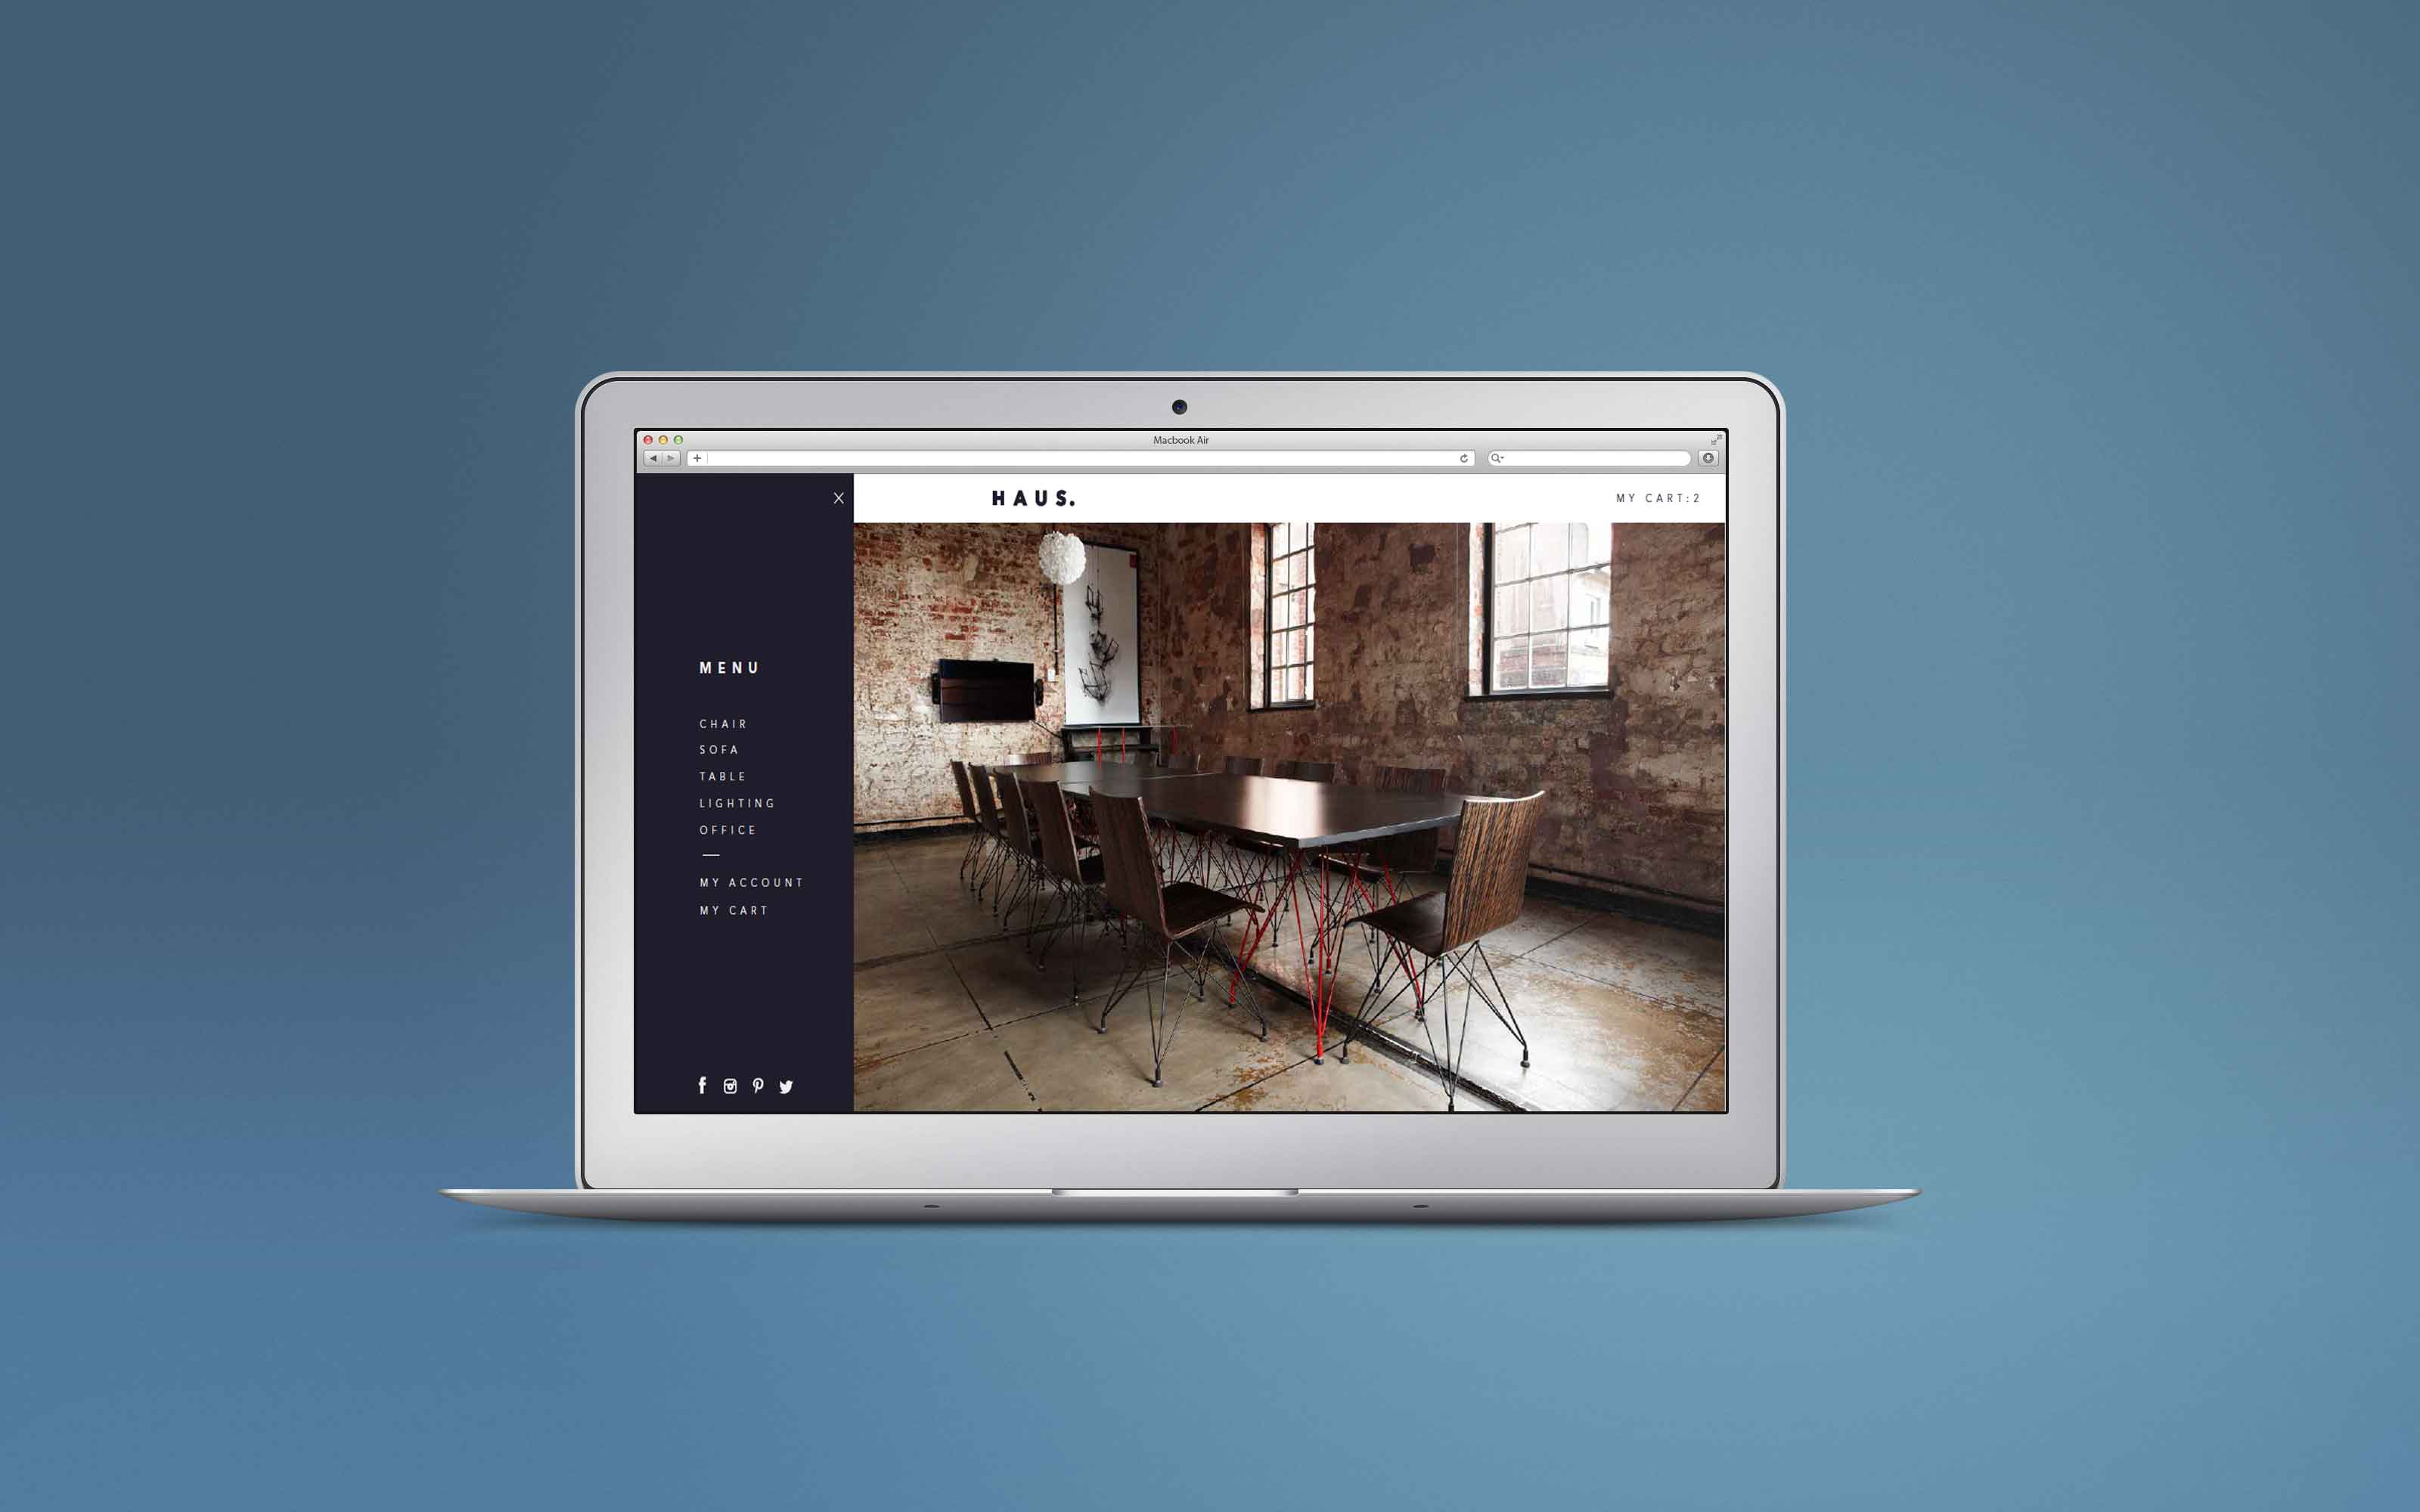 Macbook Air
HAUS.
MY CART:2
MENU
CHAIR
SOFA
TABLE
LIGHTING
OFFICE
MY ACCOUNT
MY CART